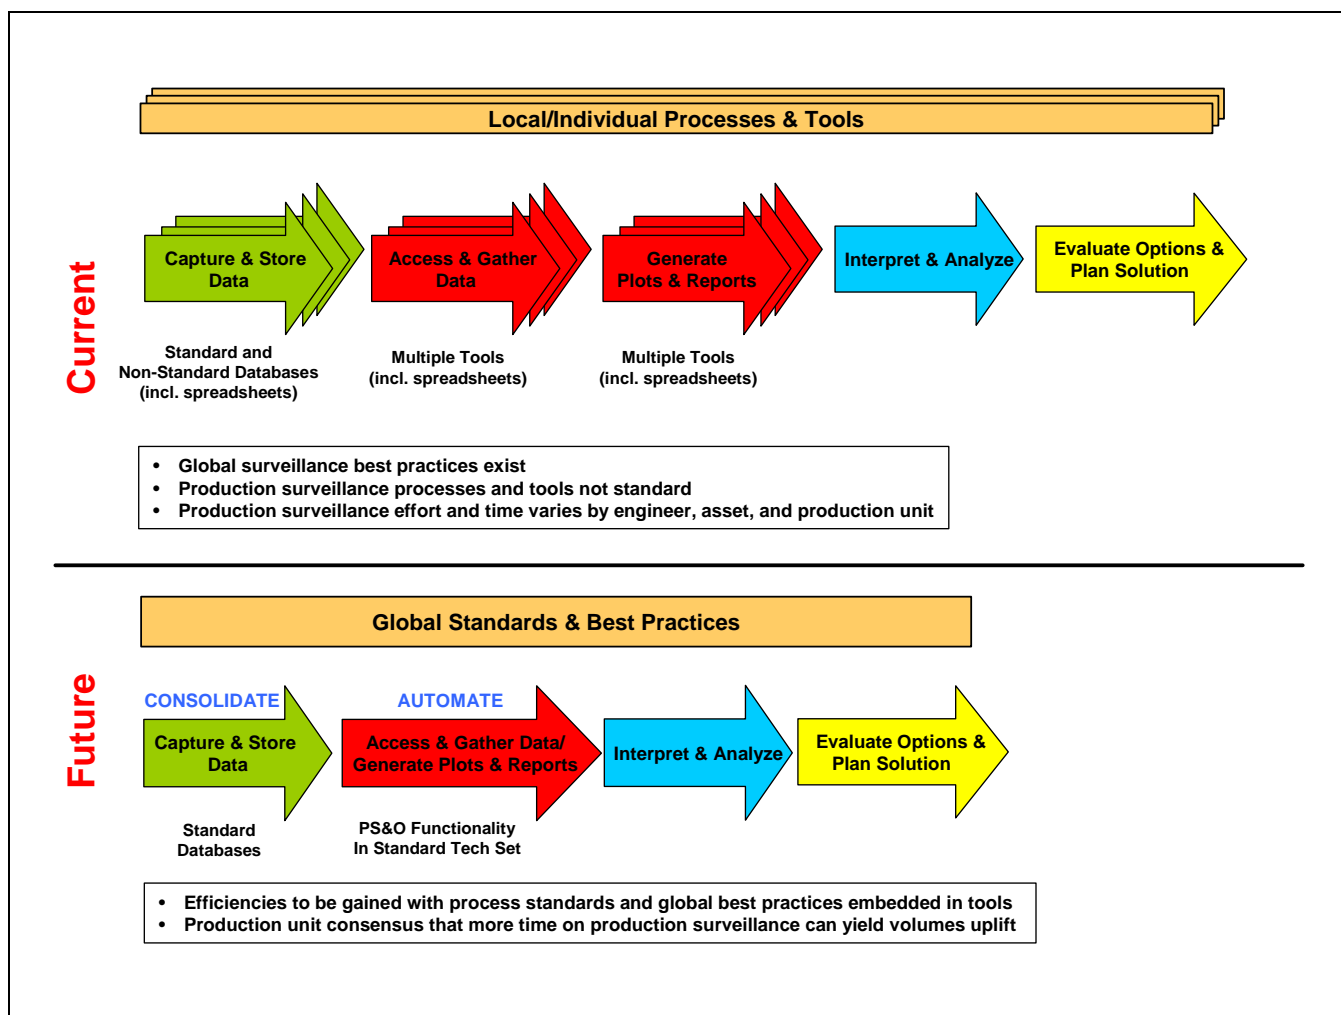 Local/Individual Processes & Tools
Current
Capture & Store
Data
Access & Gather
Data
Generate
Plots & Reports
Interpret & Analyze
Evaluate Options &
Plan Solution
Standard and
Non-Standard Databases
(incl. spreadsheets)
Multiple Tools
(incl. spreadsheets)
Multiple Tools
(incl. spreadsheets)
• Global surveillance best practices exist
• Production surveillance processes and tools not standard
• Production surveillance effort and time varies by engineer, asset, and production unit
Global Standards & Best Practices
Future
CONSOLIDATE
Capture & Store
Data
AUTOMATE
Access & Gather Data/
Generate Plots & Reports
Interpret & Analyze
Evaluate Options &
Plan Solution
Standard
Databases
PS&O Functionality
In Standard Tech Set
• Efficiencies to be gained with process standards and global best practices embedded in tools
• Production unit consensus that more time on production surveillance can yield volumes uplift